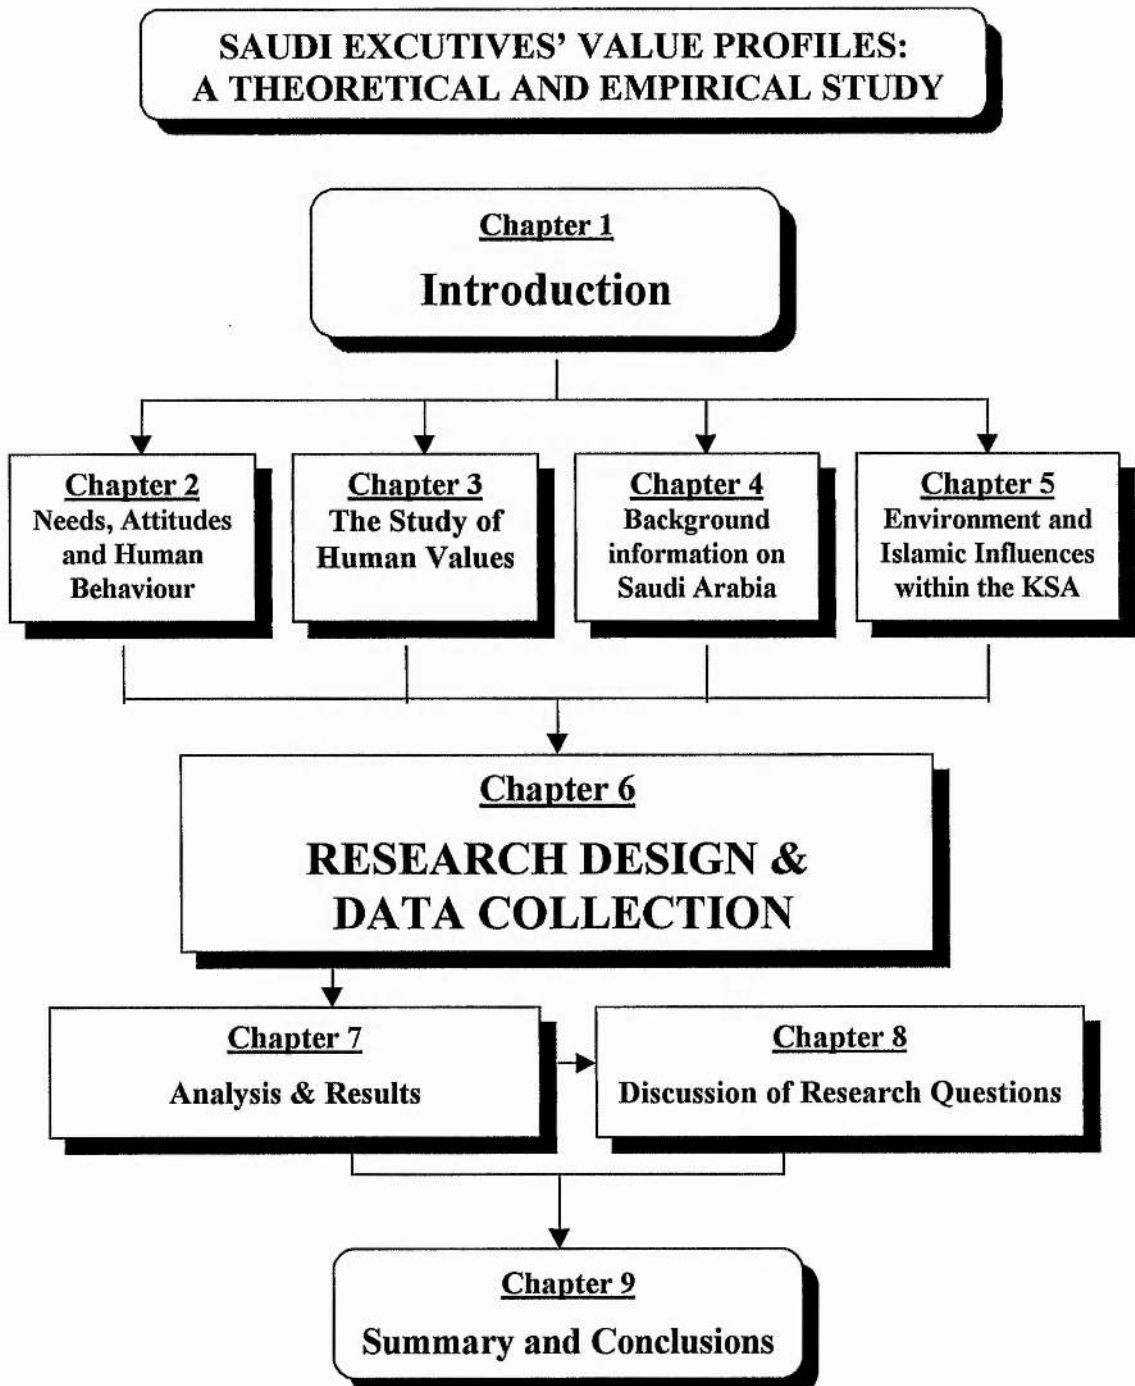 SAUDI EXCUTIVES’ VALUE PROFILES:
A THEORETICAL AND EMPIRICAL STUDY
Chapter 1
Introduction
Chapter 2
Needs, Attitudes
and Human
Behaviour
Chapter 3
The Study of
Human Values
Chapter 4
Background
information on
Saudi Arabia
Chapter 5
Environment and
Islamic Influences
within the KSA
Chapter 6
RESEARCH DESIGN &
DATA COLLECTION
Chapter 7
Analysis & Results
Chapter 8
Discussion of Research Questions
Chapter 9
Summary and Conclusions